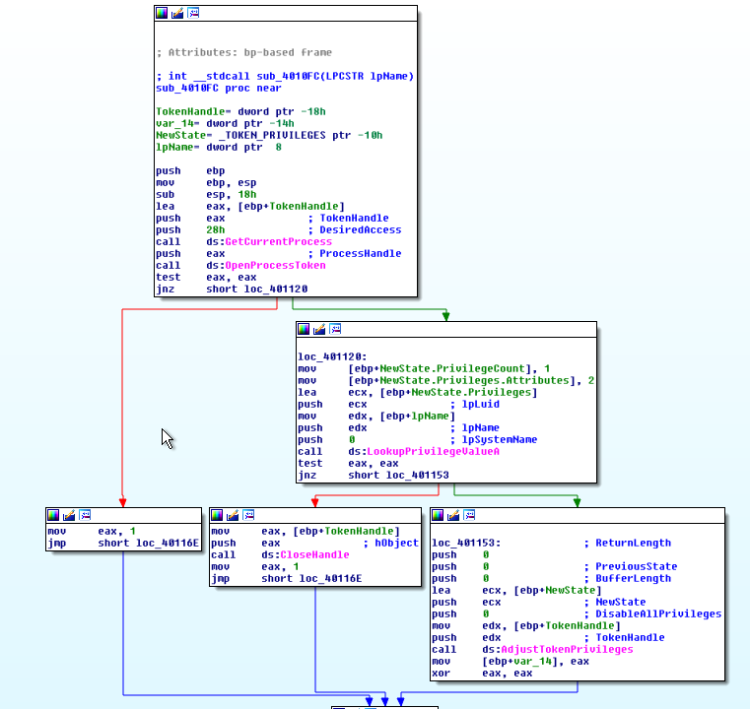 ; Attributes: bp-based frame
; int __stdcall sub_4010FC(LPCSTR lpName)
sub_4010FC proc near
TokenHandle= dword ptr -18h
var_14= dword ptr -14h
NewState= _TOKEN_PRIVILEGES ptr -10h
lpName= dword ptr  8
push    ebp
mov     ebp, esp
sub     esp, 18h
lea     eax, [ebp+TokenHandle]
push    eax             ; TokenHandle
push    28h             ; DesiredAccess
call    ds:GetCurrentProcess
push    eax             ; ProcessHandle
call    ds:OpenProcessToken
test    eax, eax
jnz     short loc_401120
loc_401120:
mov     [ebp+NewState.PrivilegeCount], 1
mov     [ebp+NewState.Privileges.Attributes], 2
lea     ecx, [ebp+NewState.Privileges]
push    ecx             ; lpLuid
mov     edx, [ebp+lpName]
push    edx             ; lpName
push    0               ; lpSystemName
call    ds:LookupPrivilegeValueA
test    eax, eax
jnz     short loc_401153
mov     eax, 1
jmp     short loc_40116E
mov     eax, [ebp+TokenHandle]
push    eax             ; hObject
call    ds:CloseHandle
mov     eax, 1
jmp     short loc_40116E
loc_401153:             ; ReturnLength
push    0
push    0               ; PreviousState
push    0               ; BufferLength
lea     ecx, [ebp+NewState]
push    ecx             ; NewState
push    0               ; DisableAllPrivileges
mov     edx, [ebp+TokenHandle]
push    edx             ; TokenHandle
call    ds:AdjustTokenPrivileges
mov     [ebp+var_14], eax
xor     eax, eax